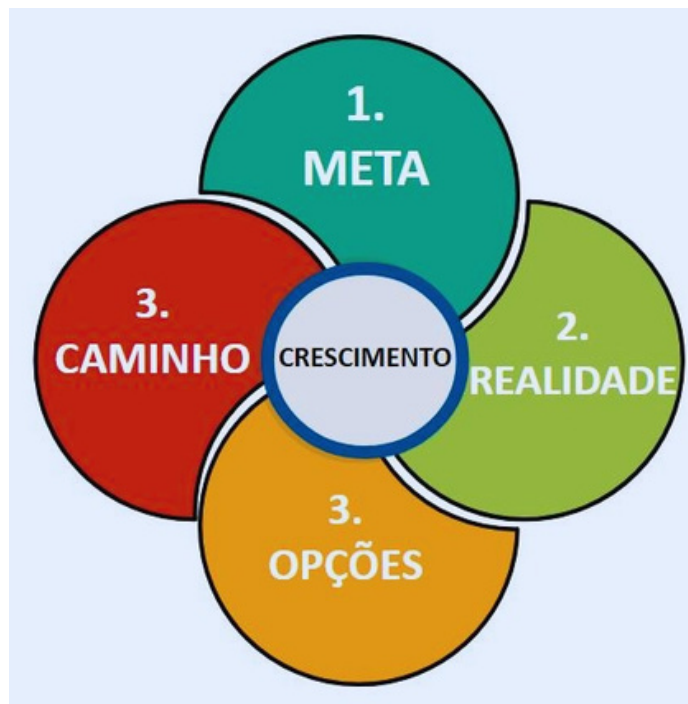 1.
META
2.
REALIDADE
3.
OPÇÕES
3.
CAMINHO
CRESCIMENTO